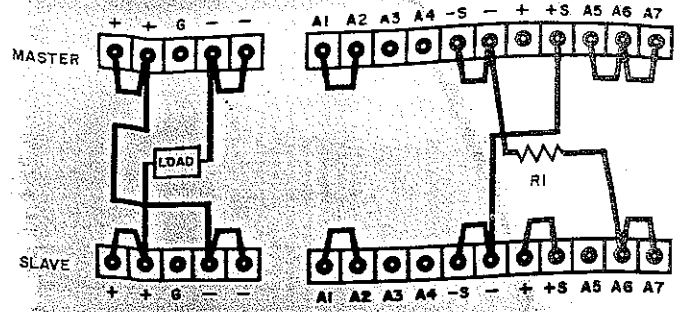 + + G − − A1 A2 A3 A4 -S − + +S A5 A6 A7
MASTER
LOAD
R1
SLAVE
+ + G − − A1 A2 A3 A4 -S − + +S A5 A6 A7